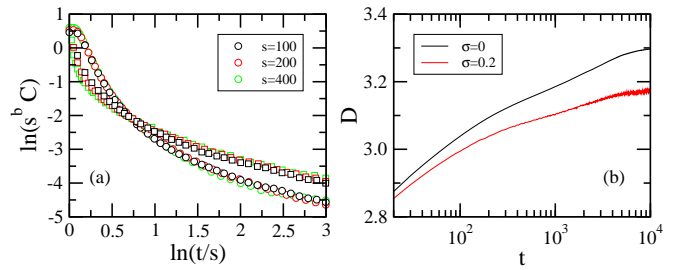 ln(s^b C)
1
0
-1
-2
-3
-4
-5
s=100
s=200
s=400
(a)
0 0.5 1 1.5 2 2.5 3
ln(t/s)
D
3.4
3.2
3.0
2.8
σ=0
σ=0.2
(b)
10^2 10^3 10^4
t